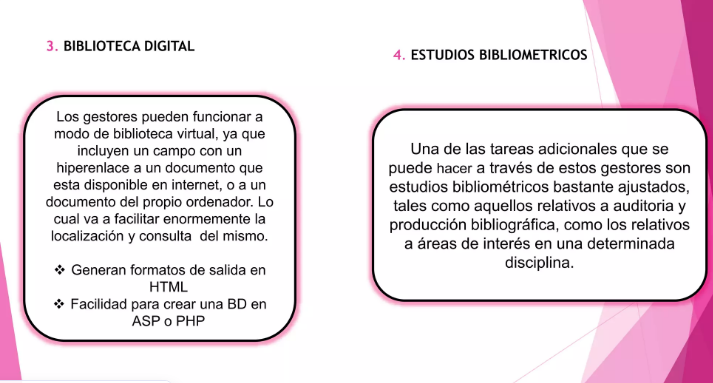 3. BIBLIOTECA DIGITAL
Los gestores pueden funcionar a
modo de biblioteca virtual, ya que
incluyen un campo con un
hiperenlace a un documento que
esta disponible en internet, o a un
documento del propio ordenador. Lo
cual va a facilitar enormemente la
localización y consulta del mismo.
❖ Generan formatos de salida en
HTML
❖ Facilidad para crear una BD en
ASP o PHP
4. ESTUDIOS BIBLIOMETRICOS
Una de las tareas adicionales que se
puede hacer a través de estos gestores son
estudios bibliométricos bastante ajustados,
tales como aquellos relativos a auditoria y
producción bibliográfica, como los relativos
a áreas de interés en una determinada
disciplina.